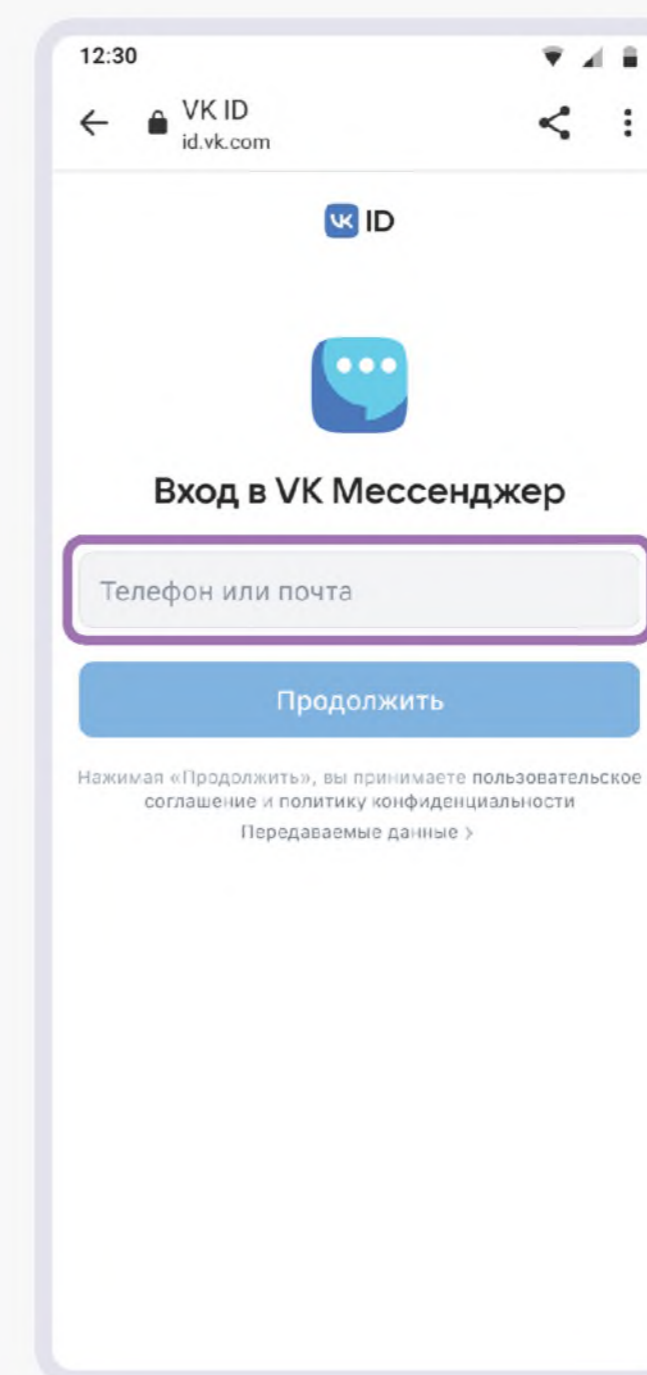 12:30
VK ID
id.vk.com
VK ID
Вход в VK Мессенджер
Телефон или почта
Продолжить
Нажимая «Продолжить», вы принимаете пользовательское
соглашение и политику конфиденциальности
Передаваемые данные >